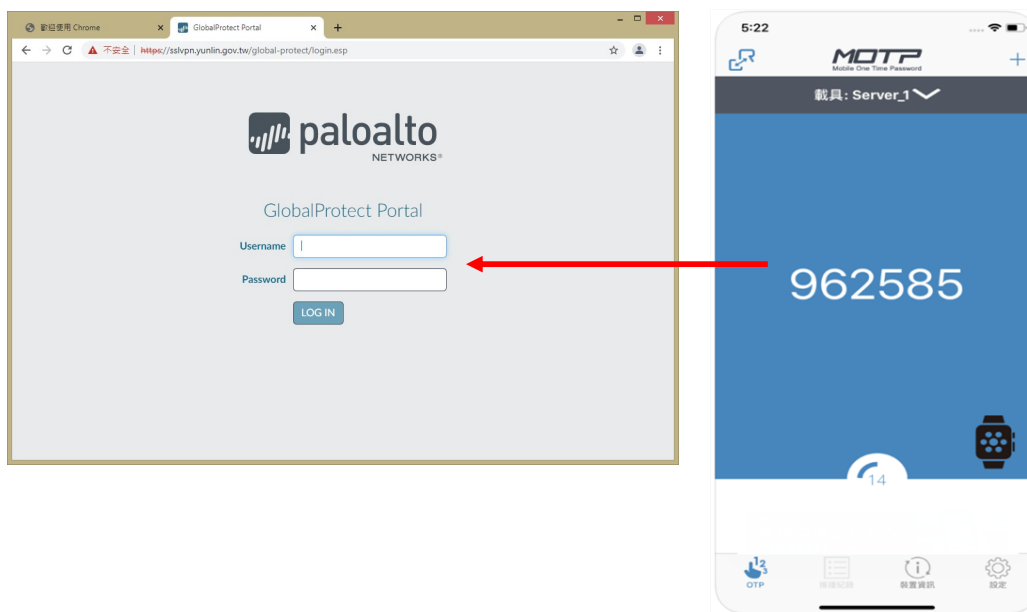 歡迎使用 Chrome
GlobalProtect Portal
不安全 | https://sslvpn.yunlin.gov.tw/global-protect/login.esp
paloalto
NETWORKS®
GlobalProtect Portal
Username
Password
LOG IN
5:22
MOTP
Mobile One Time Password
載具: Server_1
962585
14
OTP
裝置資訊
設定